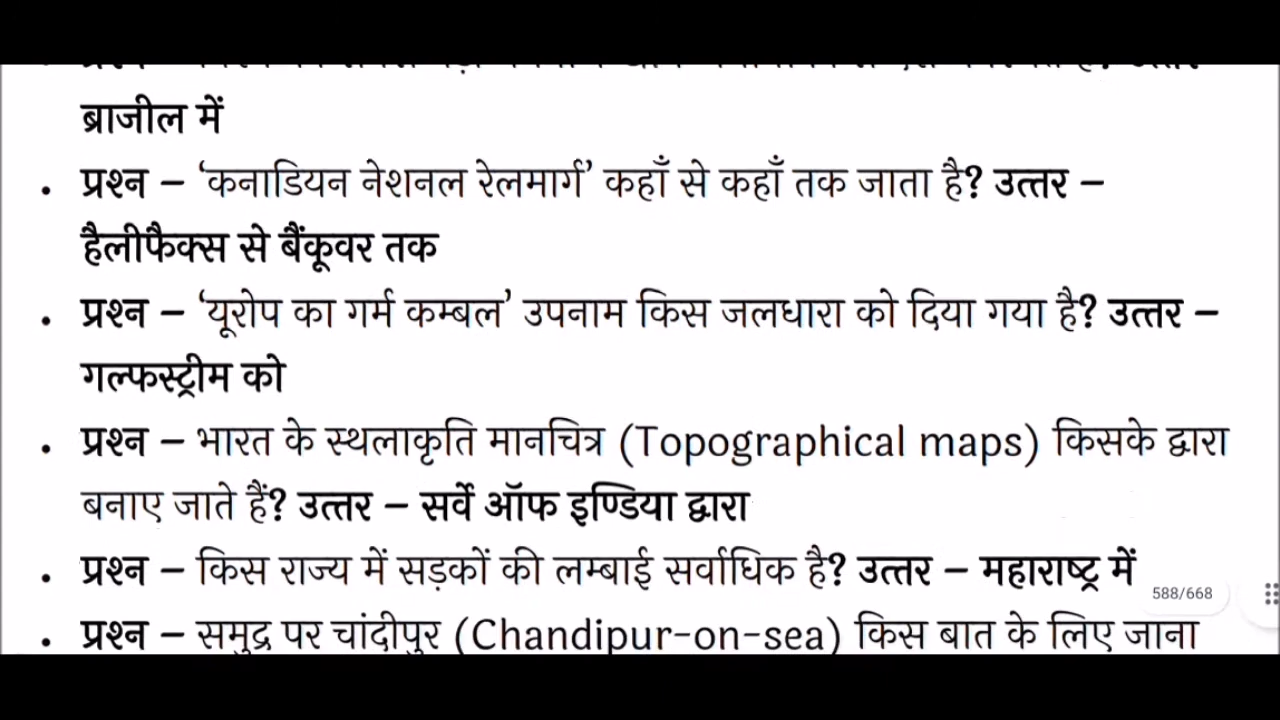 ब्राजील में
• प्रश्न – ‘कनाडियन नेशनल रेलमार्ग’ कहाँ से कहाँ तक जाता है? उत्तर –
हैलीफैक्स से बैंकूवर तक
• प्रश्न – ‘यूरोप का गर्म कम्बल’ उपनाम किस जलधारा को दिया गया है? उत्तर –
गल्फस्ट्रीम को
• प्रश्न – भारत के स्थलाकृति मानचित्र (Topographical maps) किसके द्वारा
बनाए जाते हैं? उत्तर – सर्वे ऑफ इण्डिया द्वारा
• प्रश्न – किस राज्य में सड़कों की लम्बाई सर्वाधिक है? उत्तर – महाराष्ट्र में
588/668
• प्रश्न – समुद्र पर चांदीपुर (Chandipur-on-sea) किस बात के लिए जाना